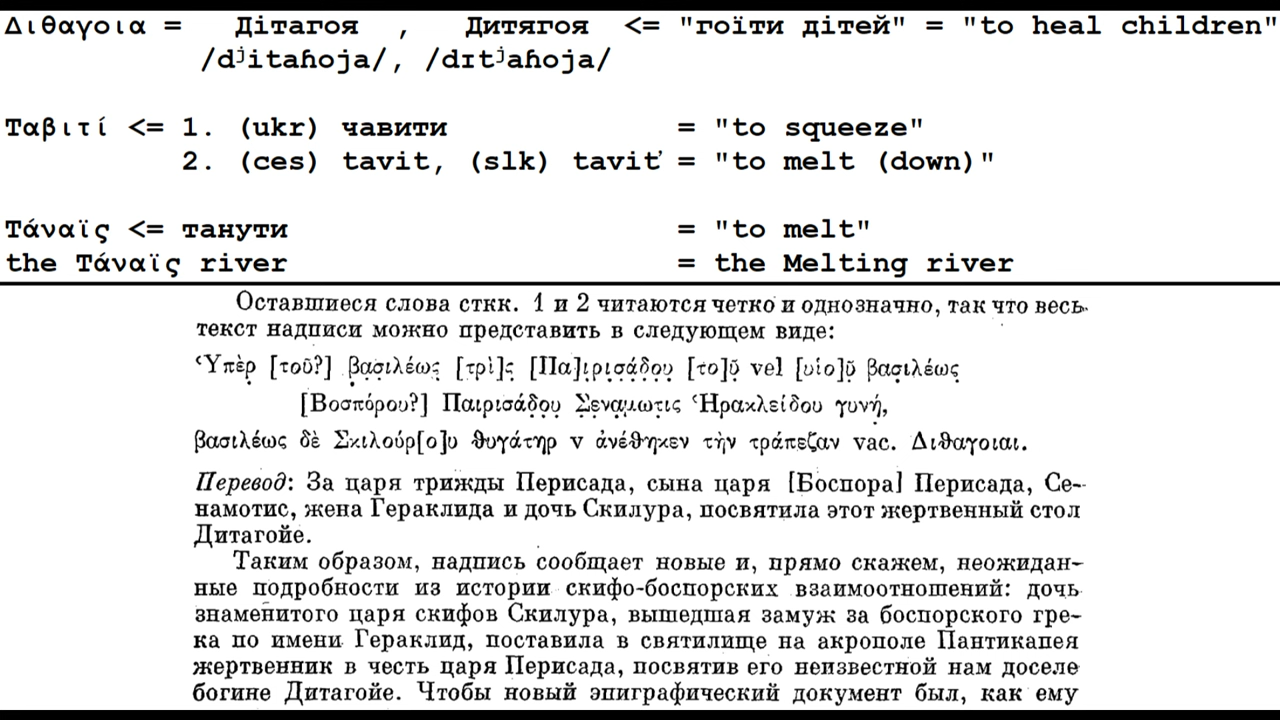 Διθαγοια = Дітагоя , Дитягоя <= "гоїти дітей" = "to heal children"
/dʲitaɦoja/, /dɪtʲaɦoja/
Ταβιτί <= 1. (ukr) чавити = "to squeeze"
2. (ces) tavit, (slk) taviť = "to melt (down)"
Τάναϊς <= танути = "to melt"
the Τάναϊς river = the Melting river
Оставшиеся слова сткк. 1 и 2 читаются четко и однозначно, так что весь
текст надписи можно представить в следующем виде:
Ὑπὲρ [τοῦ?] β̣α̣σ̣ιλέως̣ [τρὶ]ς̣ [Πα]ι̣ρ̣ι̣σ̣ά̣δ̣ο̣υ̣ [το]ῦ̣ vel [υἱο]ῦ̣ βασ̣ιλέως
[Βοσπόρου?] Παιρισάδ̣ο̣υ̣ Σ̣ε̣ν̣α̣μ̣ω̣τ̣ις Ἡρακλείδου γυνή,
βασιλέως δὲ Σκιλούρ[ο]υ θυγάτηρ v ἀνέθηκεν τὴν τράπεζαν vac. Διθαγοιαι.
Перевод: За царя трижды Перисада, сына царя [Боспора] Перисада, Се-
намотис, жена Гераклида и дочь Скилура, посвятила этот жертвенный стол
Дитагойе.
Таким образом, надпись сообщает новые и, прямо скажем, неожидан-
ные подробности из истории скифо-боспорских взаимоотношений: дочь
знаменитого царя скифов Скилура, вышедшая замуж за боспорского гре-
ка по имени Гераклид, поставила в святилище на акрополе Пантикапея
жертвенник в честь царя Перисада, посвятив его неизвестной нам доселе
богине Дитагойе. Чтобы новый эпиграфический документ был, как ему